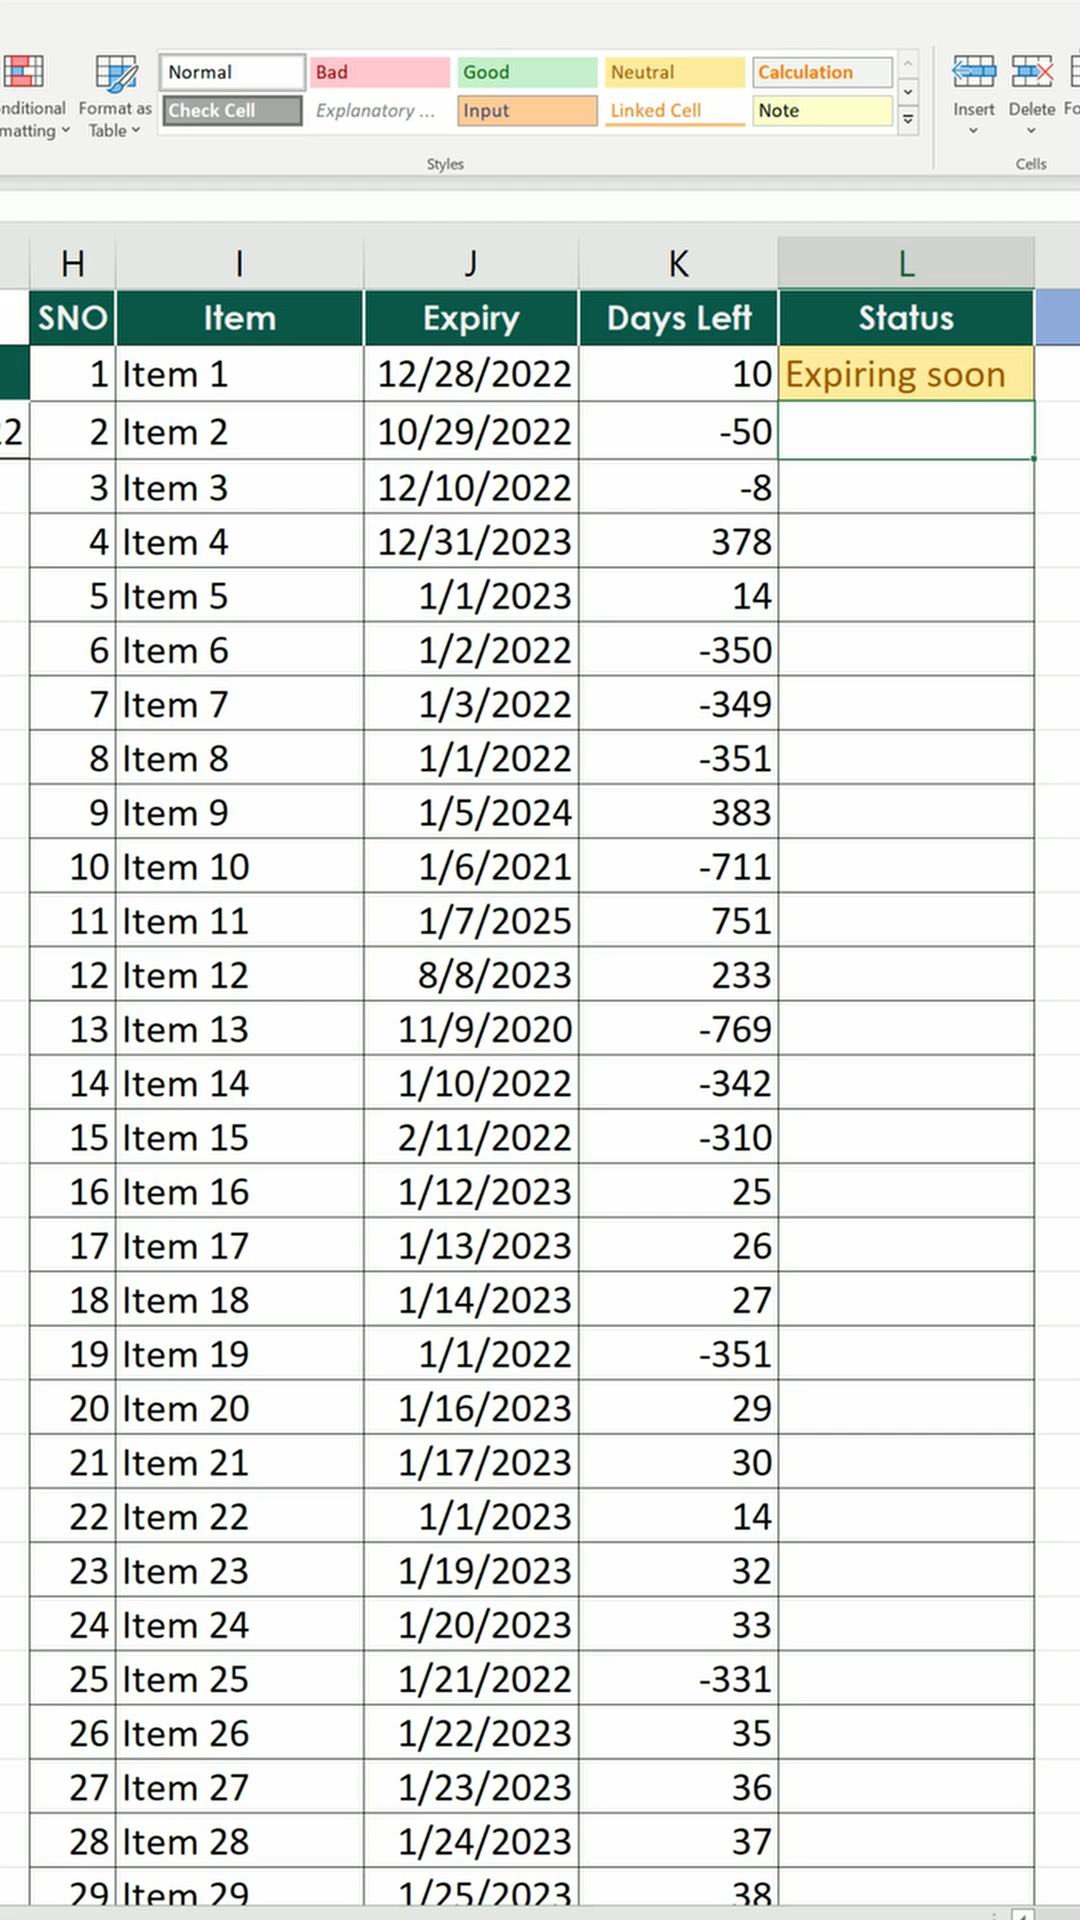 Normal Bad Good Neutral Calculation
Check Cell Explanatory ... Input Linked Cell Note
nditional Format as Insert Delete Fo
matting Table
Styles Cells
H I J K L
SNO Item Expiry Days Left Status
1 Item 1 12/28/2022 10 Expiring soon
22 2 Item 2 10/29/2022 -50
3 Item 3 12/10/2022 -8
4 Item 4 12/31/2023 378
5 Item 5 1/1/2023 14
6 Item 6 1/2/2022 -350
7 Item 7 1/3/2022 -349
8 Item 8 1/1/2022 -351
9 Item 9 1/5/2024 383
10 Item 10 1/6/2021 -711
11 Item 11 1/7/2025 751
12 Item 12 8/8/2023 233
13 Item 13 11/9/2020 -769
14 Item 14 1/10/2022 -342
15 Item 15 2/11/2022 -310
16 Item 16 1/12/2023 25
17 Item 17 1/13/2023 26
18 Item 18 1/14/2023 27
19 Item 19 1/1/2022 -351
20 Item 20 1/16/2023 29
21 Item 21 1/17/2023 30
22 Item 22 1/1/2023 14
23 Item 23 1/19/2023 32
24 Item 24 1/20/2023 33
25 Item 25 1/21/2022 -331
26 Item 26 1/22/2023 35
27 Item 27 1/23/2023 36
28 Item 28 1/24/2023 37
29 Item 29 1/25/2023 38